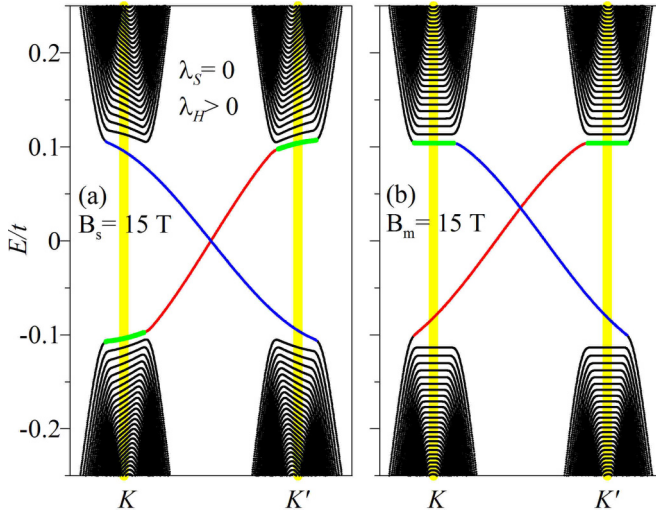 0.2
0.1
0
-0.1
-0.2
E/t
λS= 0
λH> 0
(a)
Bs= 15 T
(b)
Bm= 15 T
K
K'
K
K'